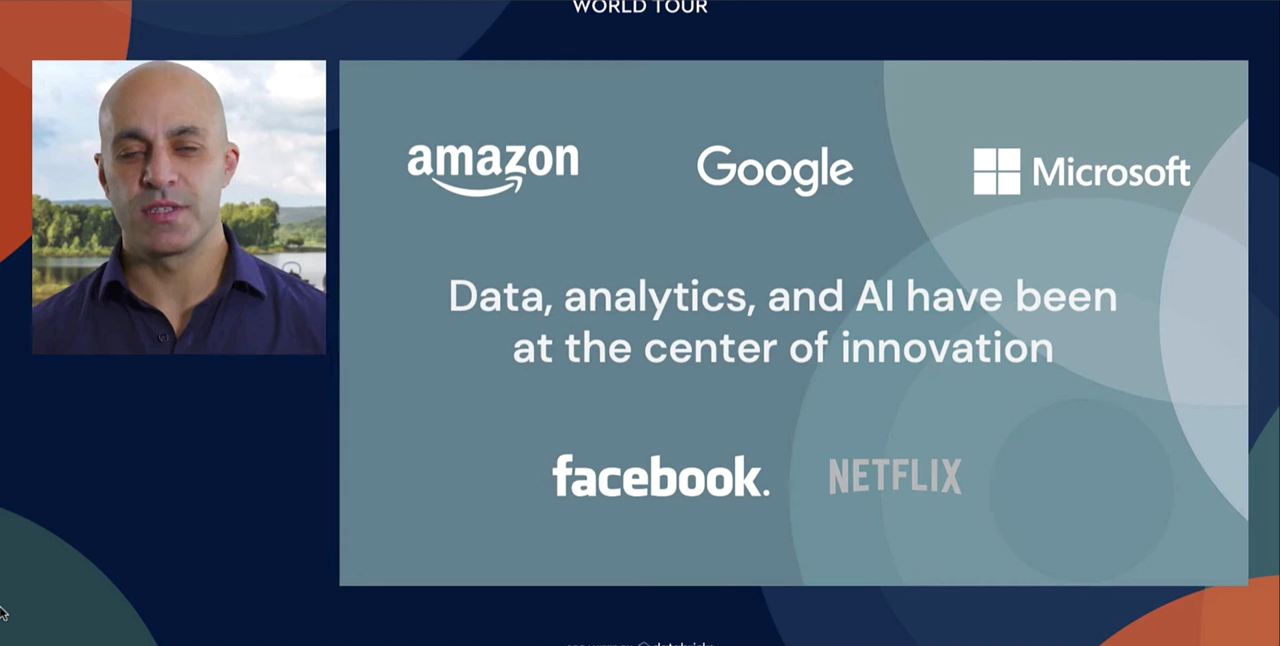 WORLD TOUR
amazon
Google
Microsoft
Data, analytics, and AI have been
at the center of innovation
facebook.
NETFLIX